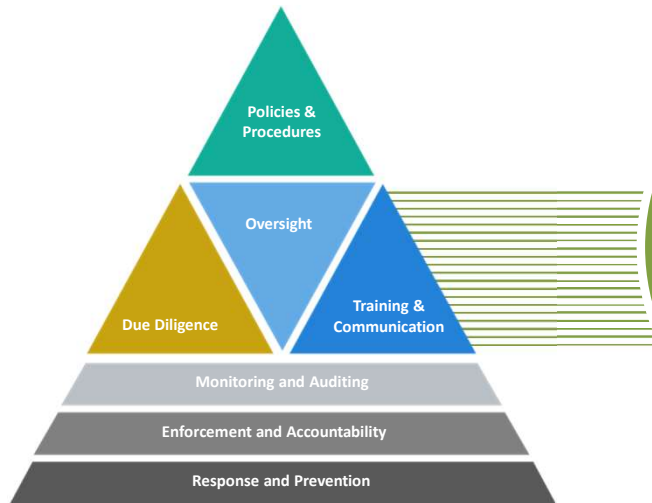 Policies &
Procedures
Oversight
Due Diligence
Training &
Communication
Monitoring and Auditing
Enforcement and Accountability
Response and Prevention